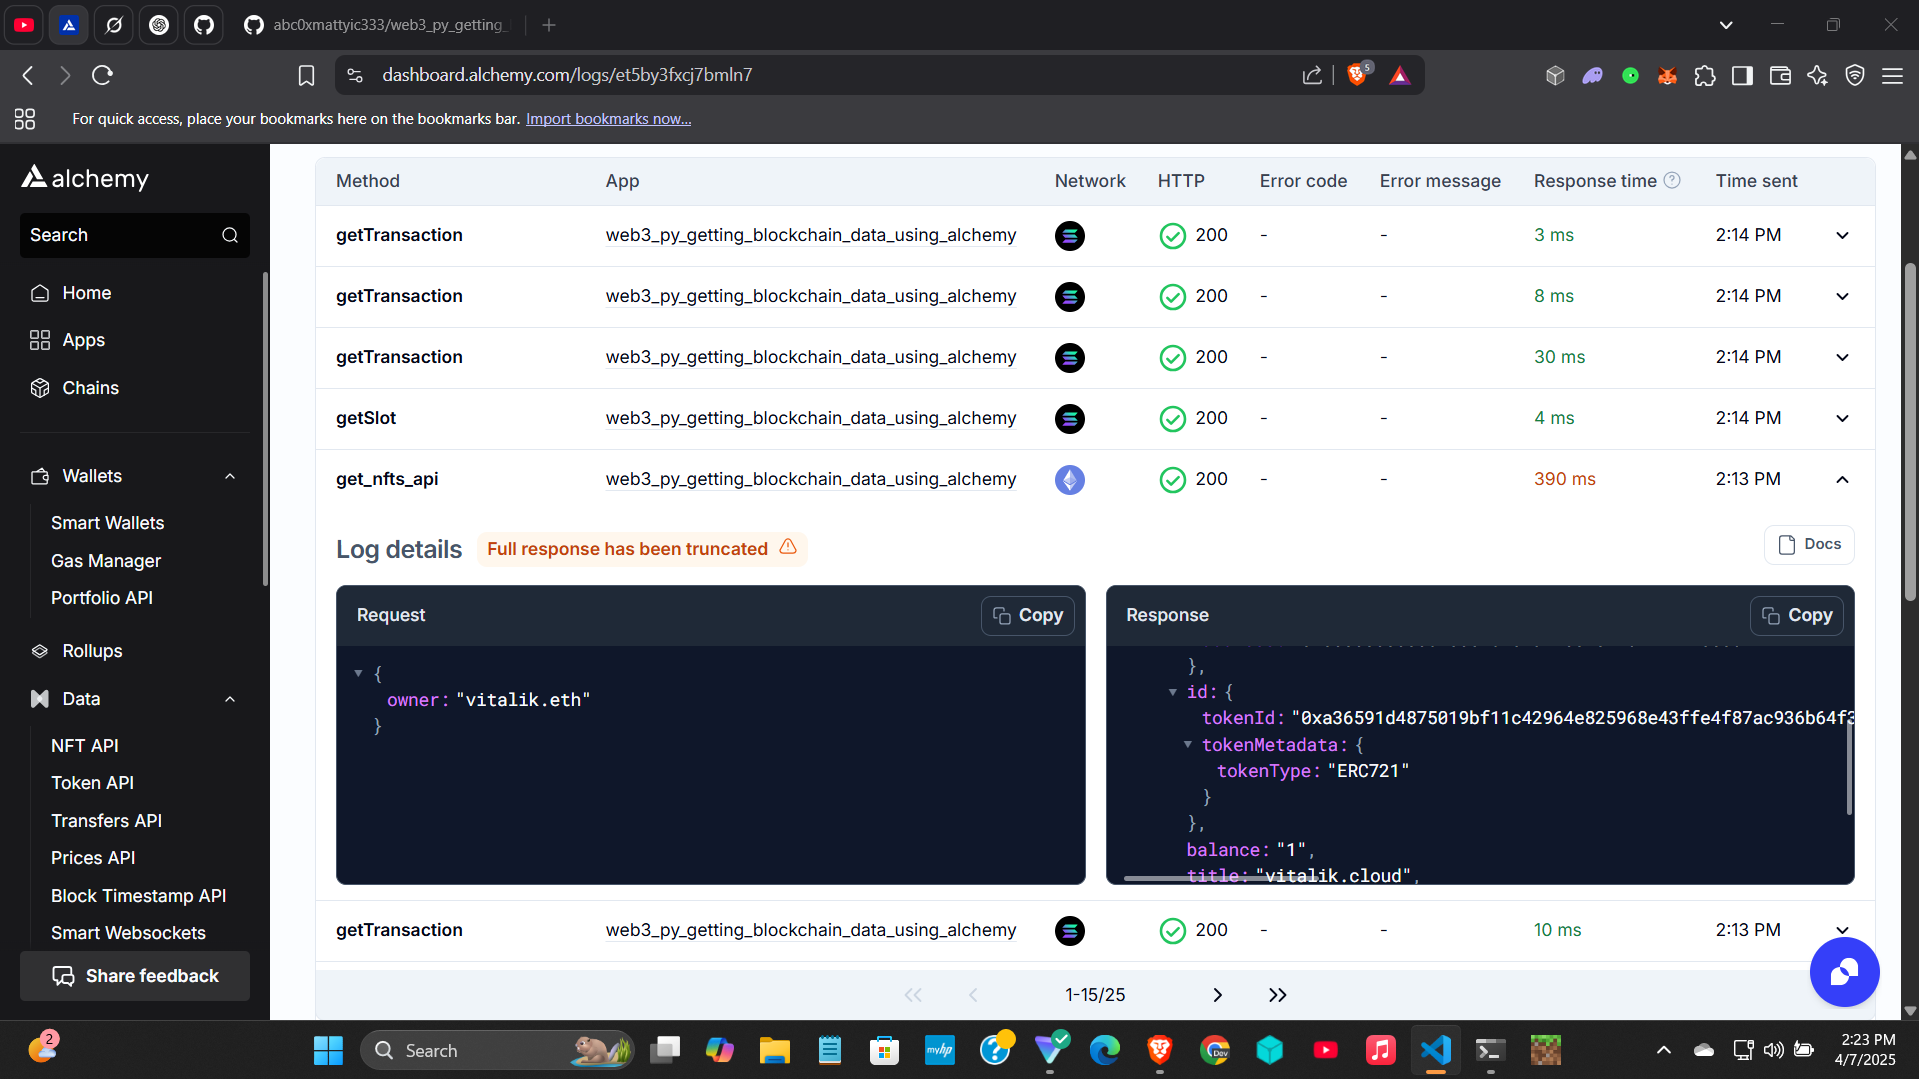 abc0xmattyic333/web3_py_getting_
dashboard.alchemy.com/logs/et5by3fxcj7bmln7
5
For quick access, place your bookmarks here on the bookmarks bar. Import bookmarks now...
alchemy
Search
Home
Apps
Chains
Wallets
Smart Wallets
Gas Manager
Portfolio API
Rollups
Data
NFT API
Token API
Transfers API
Prices API
Block Timestamp API
Smart Websockets
Share feedback
Method App Network HTTP Error code Error message Response time Time sent
getTransaction web3_py_getting_blockchain_data_using_alchemy 200 - - 3 ms 2:14 PM
getTransaction web3_py_getting_blockchain_data_using_alchemy 200 - - 8 ms 2:14 PM
getTransaction web3_py_getting_blockchain_data_using_alchemy 200 - - 30 ms 2:14 PM
getSlot web3_py_getting_blockchain_data_using_alchemy 200 - - 4 ms 2:14 PM
get_nfts_api web3_py_getting_blockchain_data_using_alchemy 200 - - 390 ms 2:13 PM
Log details Full response has been truncated Docs
Request Copy
{
owner: "vitalik.eth"
}
Response Copy
},
id: {
tokenId: "0xa36591d4875019bf11c42964e825968e43ffe4f87ac936b64f3
tokenMetadata: {
tokenType: "ERC721"
}
},
balance: "1",
title: "vitalik.cloud",
getTransaction web3_py_getting_blockchain_data_using_alchemy 200 - - 10 ms 2:13 PM
1-15/25
2
Search
myhp
Dev
2:23 PM
4/7/2025